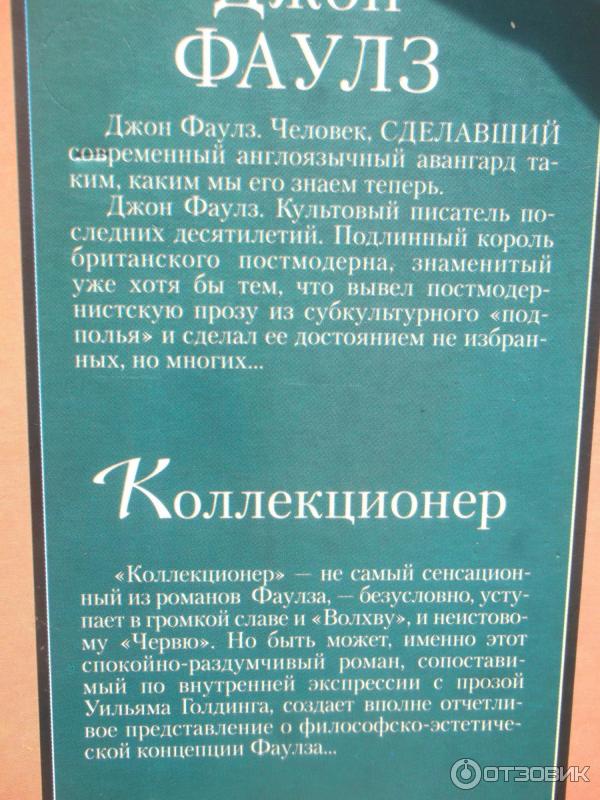 Джон
ФАУЛЗ
Джон Фаулз. Человек, СДЕЛАВШИЙ
современный англоязычный авангард та-
ким, каким мы его знаем теперь.
Джон Фаулз. Культовый писатель по-
следних десятилетий. Подлинный король
британского постмодерна, знаменитый
уже хотя бы тем, что вывел постмодер-
нистскую прозу из субкультурного «под-
полья» и сделал ее достоянием не избран-
ных, но многих...
Коллекционер
«Коллекционер» — не самый сенсацион-
ный из романов Фаулза, — безусловно, усту-
пает в громкой славе и «Волхву», и неистово-
му «Червю». Но быть может, именно этот
спокойно-раздумчивый роман, сопостави-
мый по внутренней экспрессии с прозой
Уильяма Голдинга, создает вполне отчетли-
вое представление о философско-эстетиче-
ской концепции Фаулза...
ОТЗОВИК